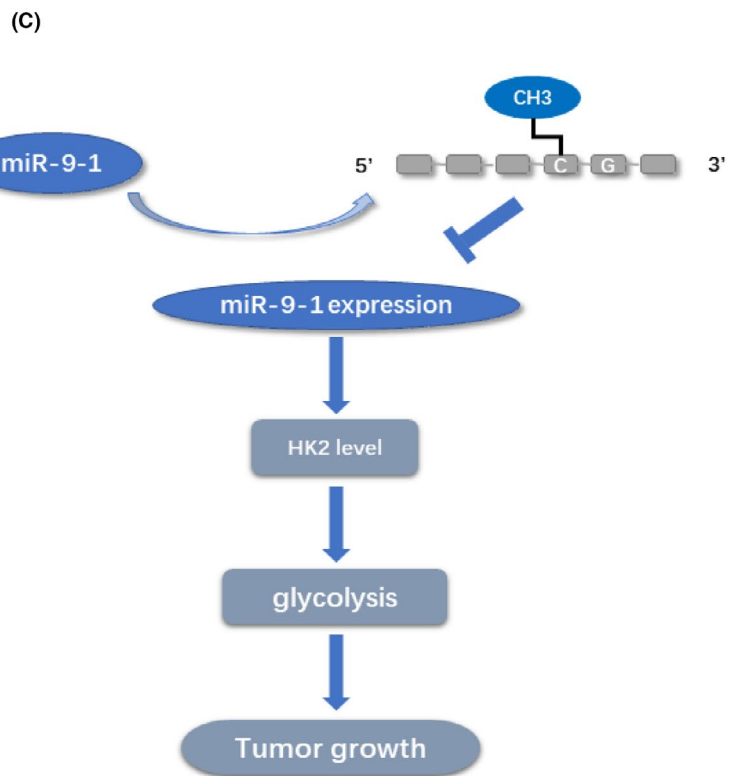 (C)
CH3
miR-9-1
5’ C G 3’
miR-9-1 expression
HK2 level
glycolysis
Tumor growth